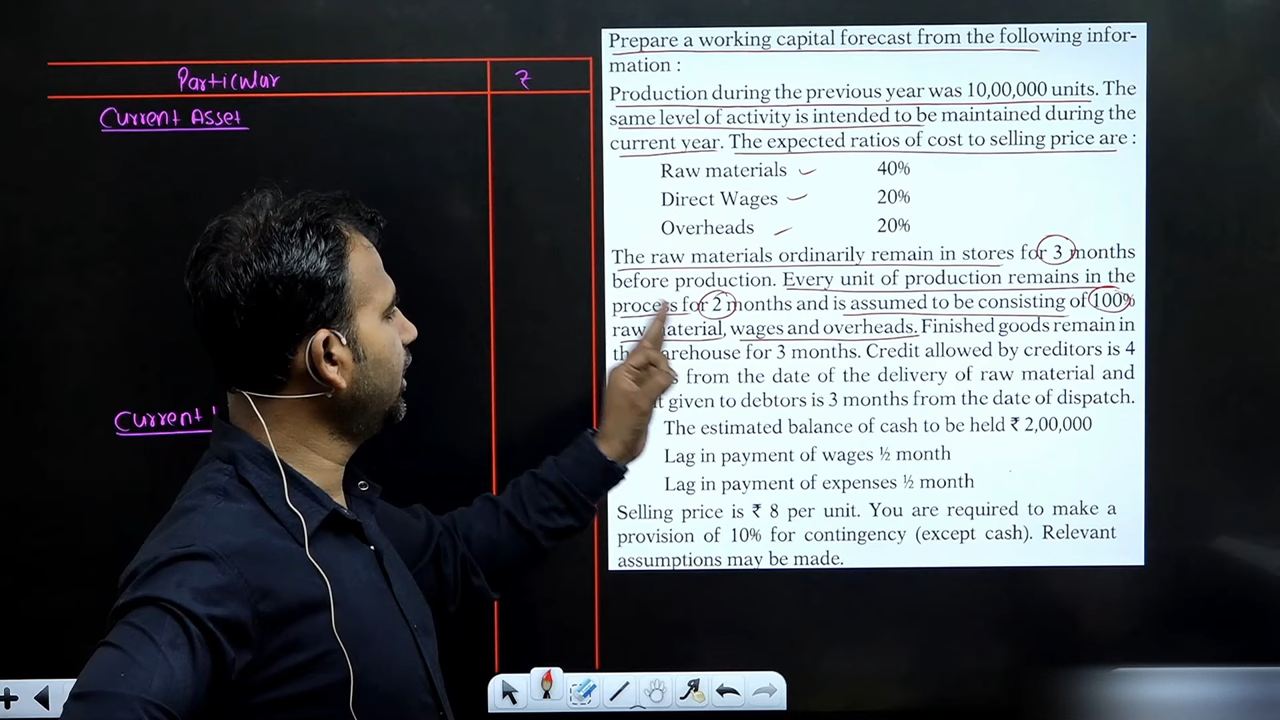 Particular ₹
Current Asset
Current
Prepare a working capital forecast from the following infor-
mation :
Production during the previous year was 10,00,000 units. The
same level of activity is intended to be maintained during the
current year. The expected ratios of cost to selling price are :
Raw materials 40%
Direct Wages 20%
Overheads 20%
The raw materials ordinarily remain in stores for 3 months
before production. Every unit of production remains in the
process for 2 months and is assumed to be consisting of 100%
raw material, wages and overheads. Finished goods remain in
warehouse for 3 months. Credit allowed by creditors is 4
from the date of the delivery of raw material and
given to debtors is 3 months from the date of dispatch.
The estimated balance of cash to be held ₹ 2,00,000
Lag in payment of wages ½ month
Lag in payment of expenses ½ month
Selling price is ₹ 8 per unit. You are required to make a
provision of 10% for contingency (except cash). Relevant
assumptions may be made.